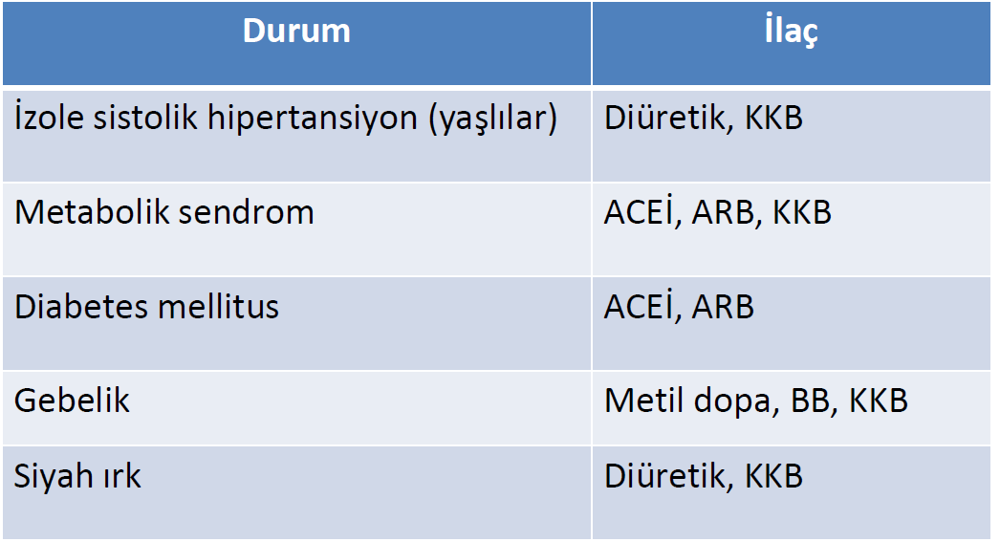 Durum İlaç
İzole sistolik hipertansiyon (yaşlılar) Diüretik, KKB
Metabolik sendrom ACEİ, ARB, KKB
Diabetes mellitus ACEİ, ARB
Gebelik Metil dopa, BB, KKB
Siyah ırk Diüretik, KKB